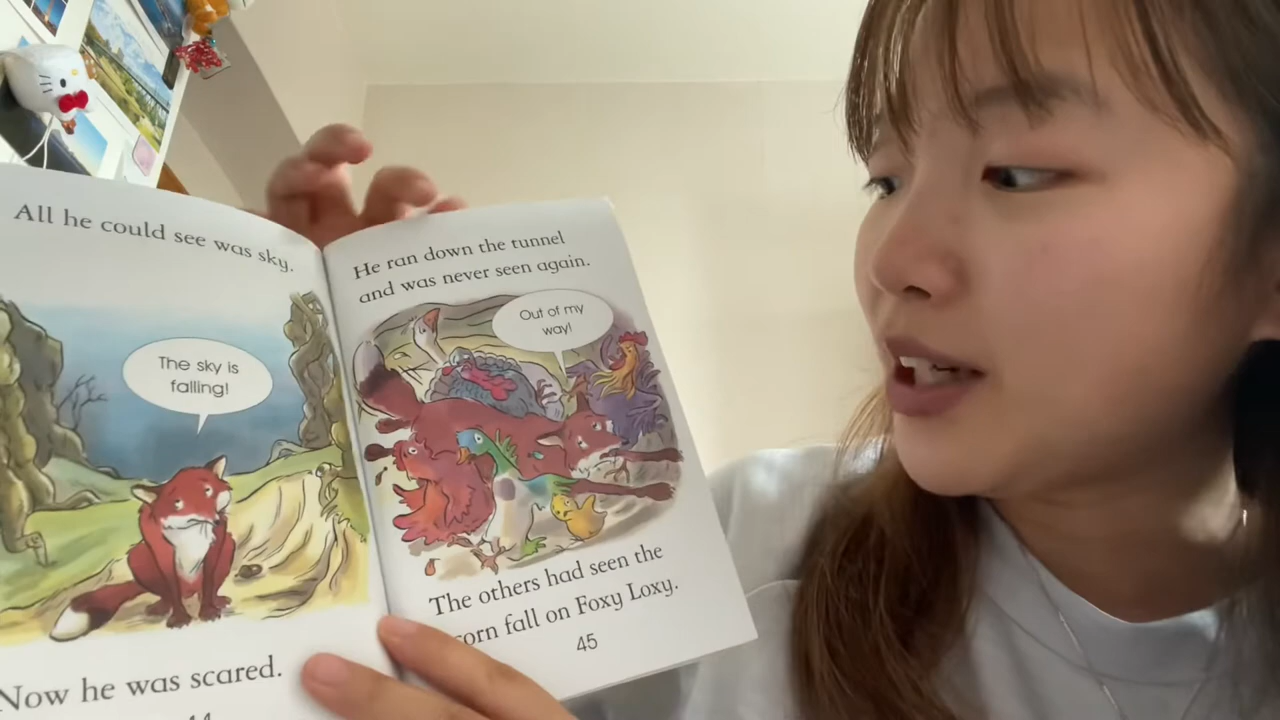 All he could see was sky.
The sky is
falling!
Now he was scared.
He ran down the tunnel
and was never seen again.
Out of my
way!
The others had seen the
corn fall on Foxy Loxy.
45